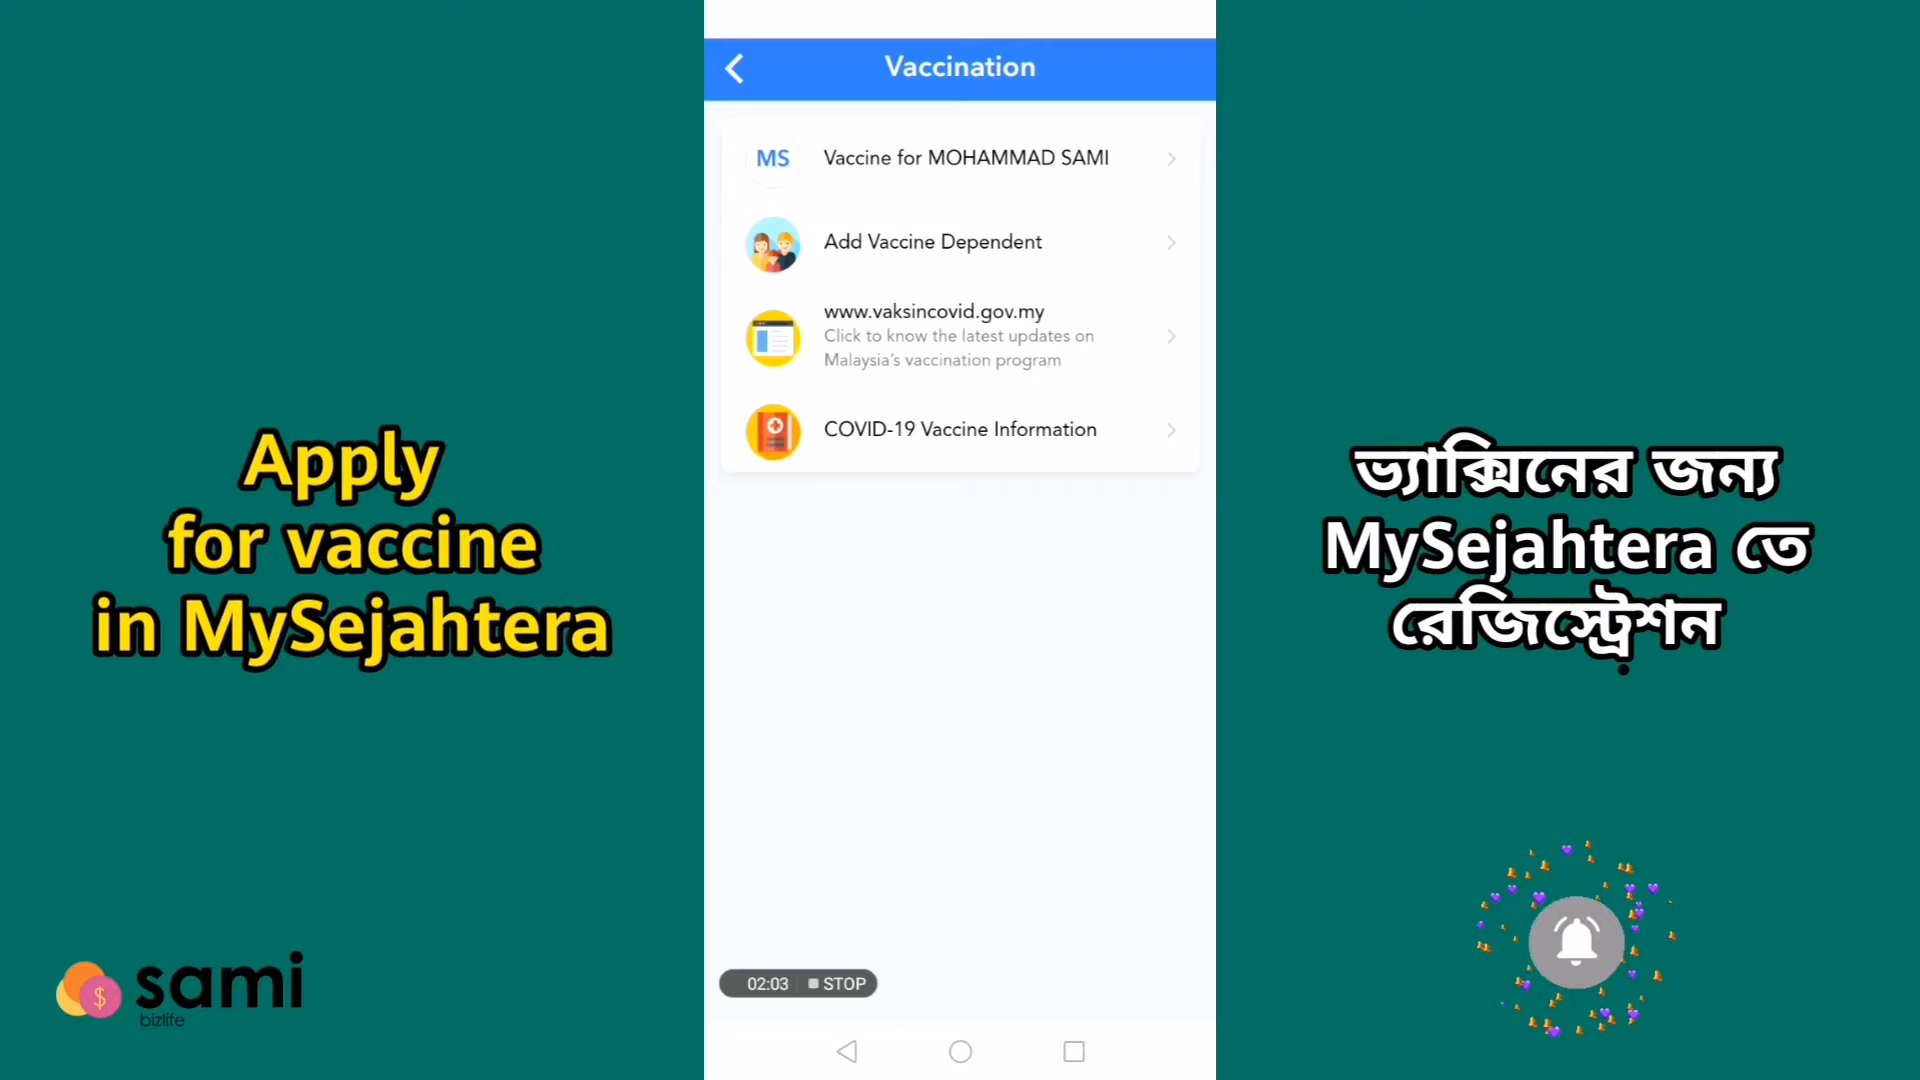 Apply
for vaccine
in MySejahtera
sami
bizlife
Vaccination
MS
Vaccine for MOHAMMAD SAMI
Add Vaccine Dependent
www.vaksincovid.gov.my
Click to know the latest updates on
Malaysia's vaccination program
COVID-19 Vaccine Information
02:03 STOP
ভ্যাক্সিনের জন্য
MySejahtera তে
রেজিস্ট্রেশন